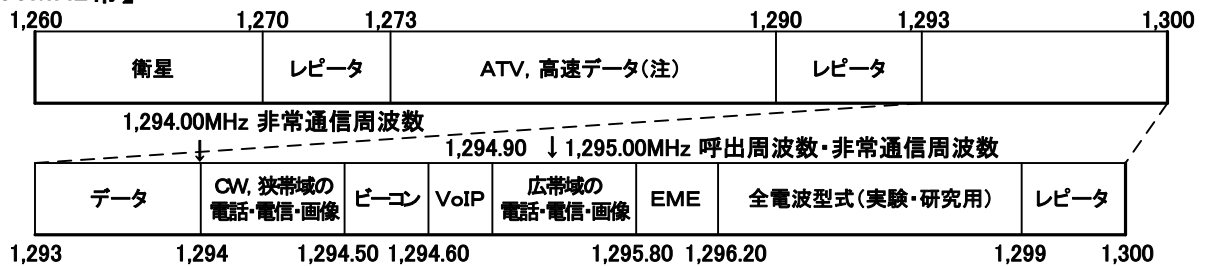 1,260 1,270 1,273 1,290 1,293 1,300
衛星 レピータ ATV, 高速データ(注) レピータ
1,294.00MHz 非常通信周波数
1,294.90 ↓1,295.00MHz 呼出周波数・非常通信周波数
データ
CW, 狭帯域の
電話・電信・画像
ビーコン
VoIP
広帯域の
電話・電信・画像
EME
全電波型式(実験・研究用)
レピータ
1,293 1,294 1,294.50 1,294.60 1,295.80 1,296.20 1,299 1,300